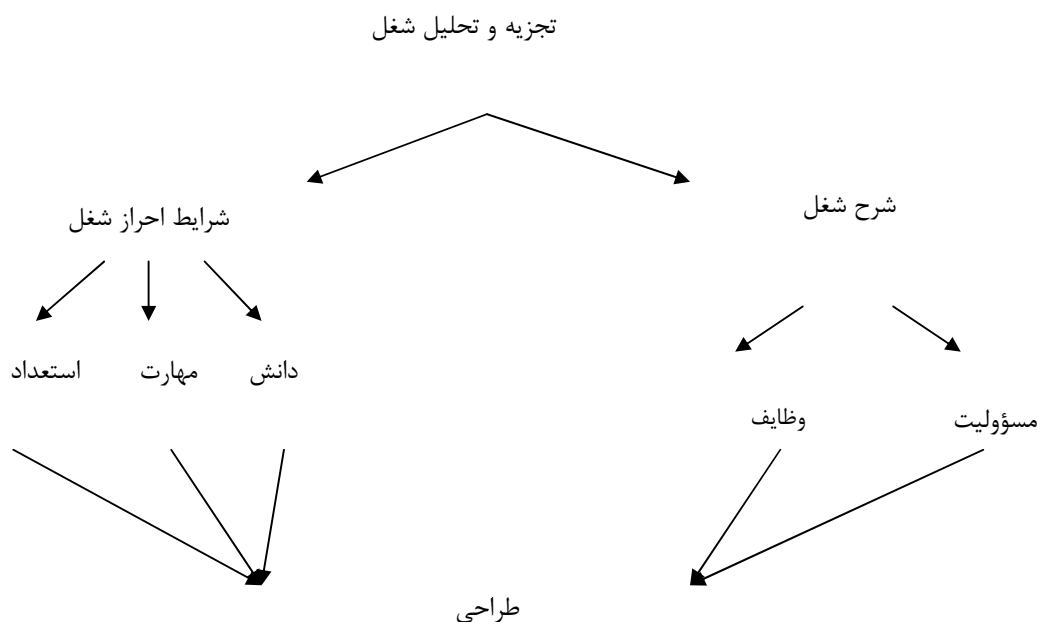 تجزیه و تحلیل شغل
شرح شغل
شرایط احراز شغل
دانش
مهارت
استعداد
مسؤولیت
وظایف
طراحی